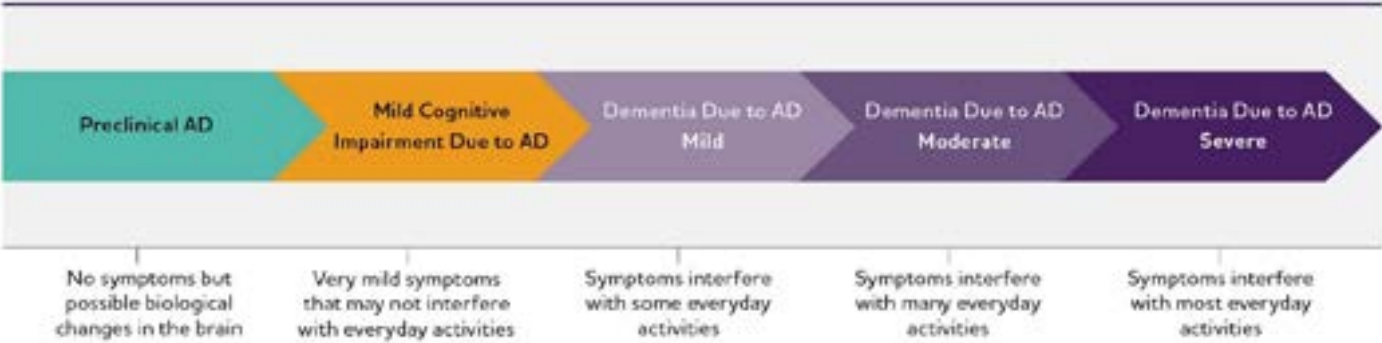 Preclinical AD
Mild Cognitive
Impairment Due to AD
Dementia Due to AD
Mild
Dementia Due to AD
Moderate
Dementia Due to AD
Severe
No symptoms but
possible biological
changes in the brain
Very mild symptoms
that may not interfere
with everyday activities
Symptoms interfere
with some everyday
activities
Symptoms interfere
with many everyday
activities
Symptoms interfere
with most everyday
activities